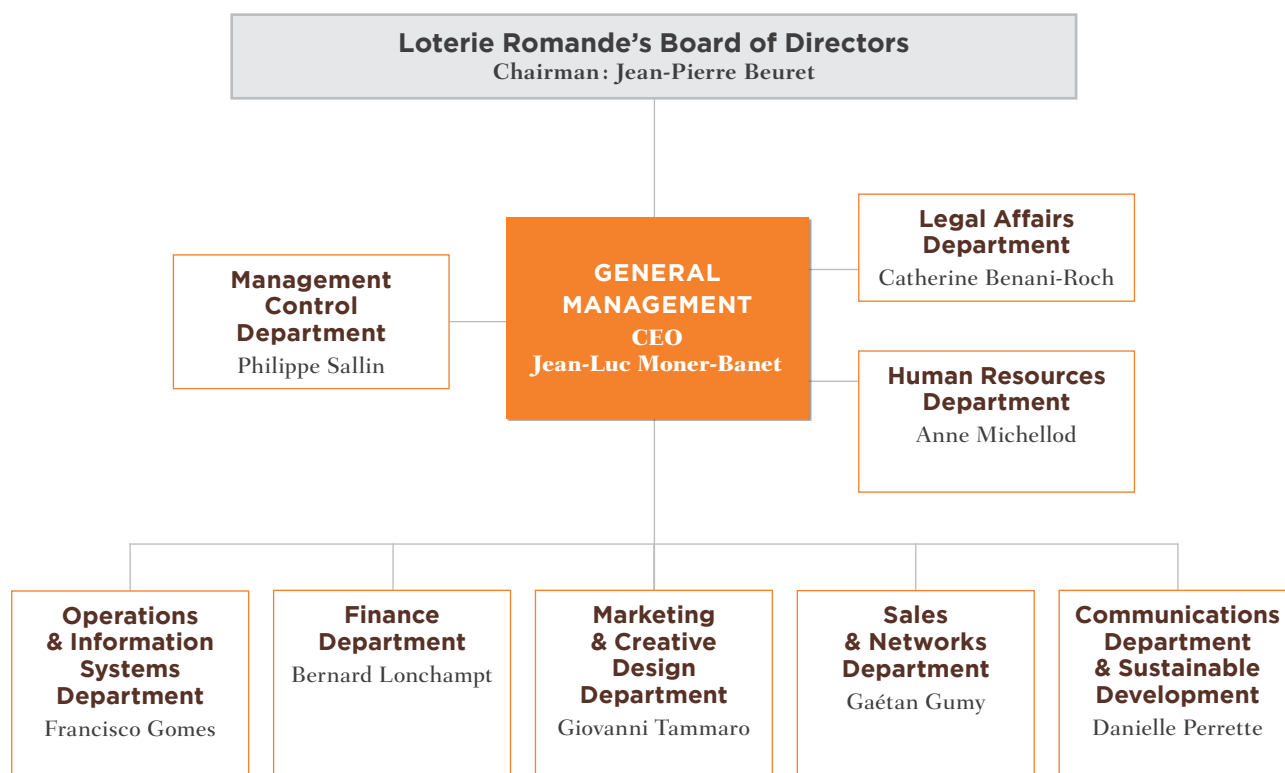 Loterie Romande’s Board of Directors
Chairman: Jean-Pierre Beuret
Legal Affairs
Department
Catherine Benani-Roch
Management
Control
Department
Philippe Sallin
GENERAL
MANAGEMENT
CEO
Jean-Luc Moner-Banet
Human Resources
Department
Anne Michellod
Operations
& Information
Systems
Department
Francisco Gomes
Finance
Department
Bernard Lonchampt
Marketing
& Creative
Design
Department
Giovanni Tammaro
Sales
& Networks
Department
Gaétan Gumy
Communications
Department
& Sustainable
Development
Danielle Perrette